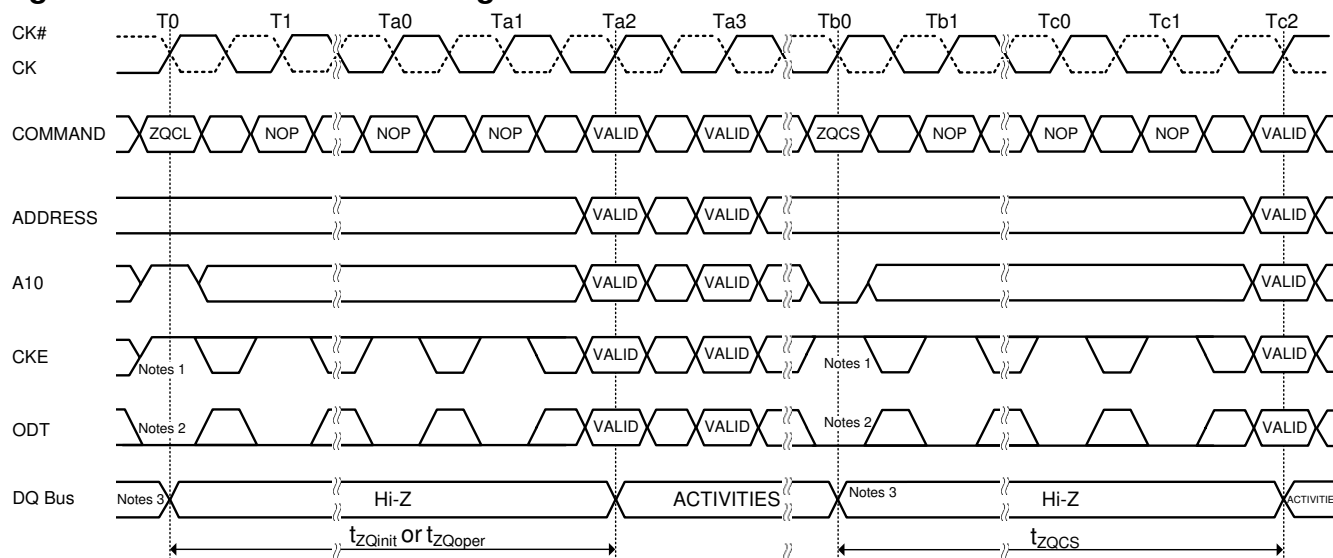 T0 T1 Ta0 Ta1 Ta2 Ta3 Tb0 Tb1 Tc0 Tc1 Tc2
CK#
CK
COMMAND ZQCL NOP NOP NOP VALID VALID ZQCS NOP NOP NOP VALID
ADDRESS VALID VALID VALID
A10 VALID VALID VALID
CKE Notes 1 VALID VALID Notes 1 VALID
ODT Notes 2 VALID VALID Notes 2 VALID
DQ Bus Notes 3 Hi-Z ACTIVITIES Notes 3 Hi-Z
tZQinit or tZQoper tZQCS